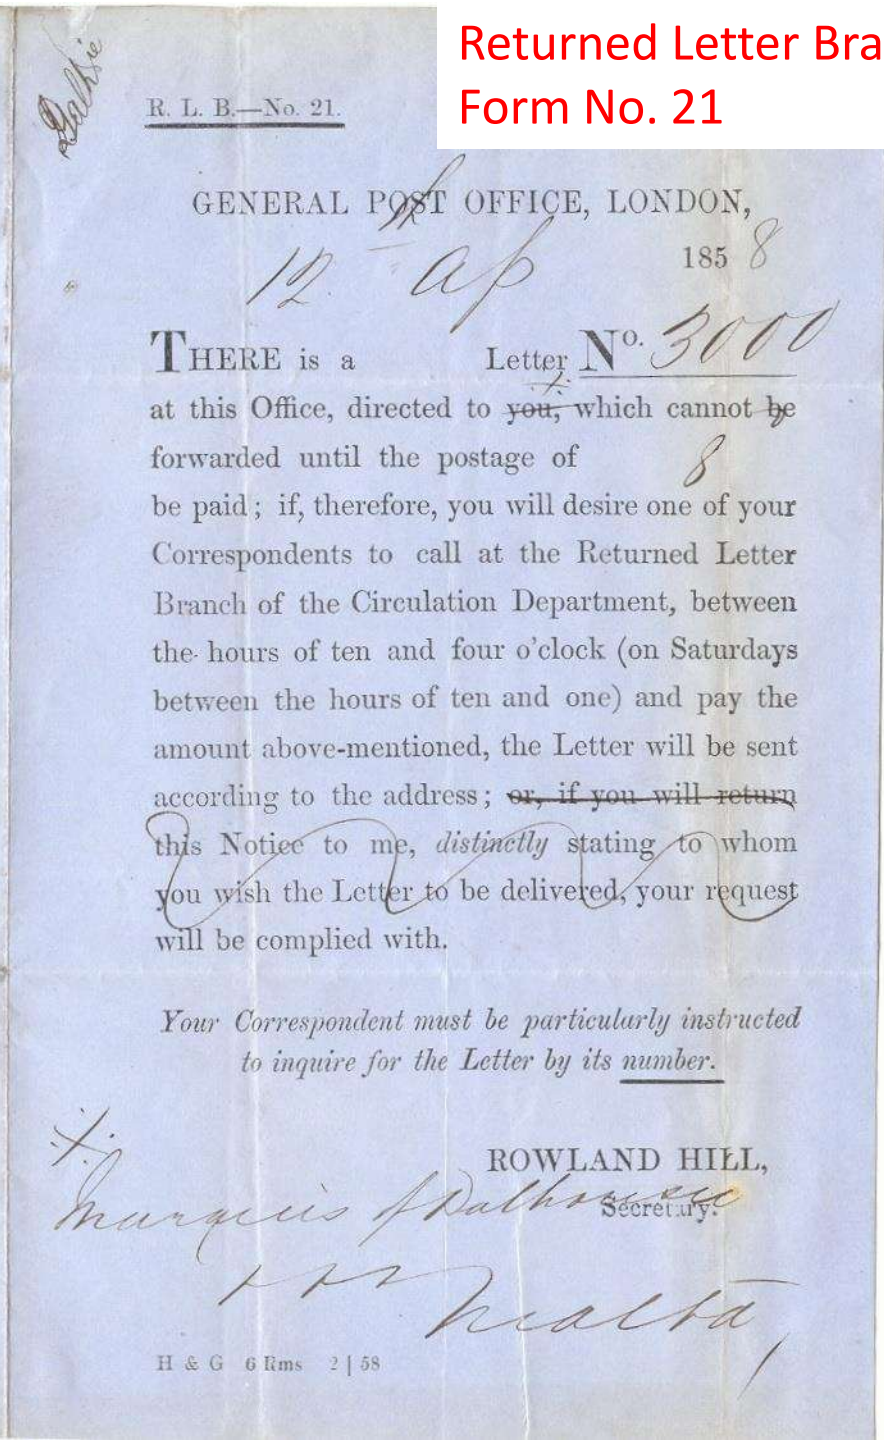 Returned Letter Bra
Form No. 21
R. L. B.—No. 21.
GENERAL POST OFFICE, LONDON,
12th Ap 1858
THERE is a Letter No. 3000
at this Office, directed to you, which cannot be
forwarded until the postage of 8
be paid; if, therefore, you will desire one of your
Correspondents to call at the Returned Letter
Branch of the Circulation Department, between
the hours of ten and four o'clock (on Saturdays
between the hours of ten and one) and pay the
amount above-mentioned, the Letter will be sent
according to the address; or, if you will return
this Notice to me, distinctly stating to whom
you wish the Letter to be delivered, your request
will be complied with.
Your Correspondent must be particularly instructed
to inquire for the Letter by its number.
ROWLAND HILL,
Secretary.
Marquis of Dalhousie
Malta
H & G 6 Rms 2 | 58